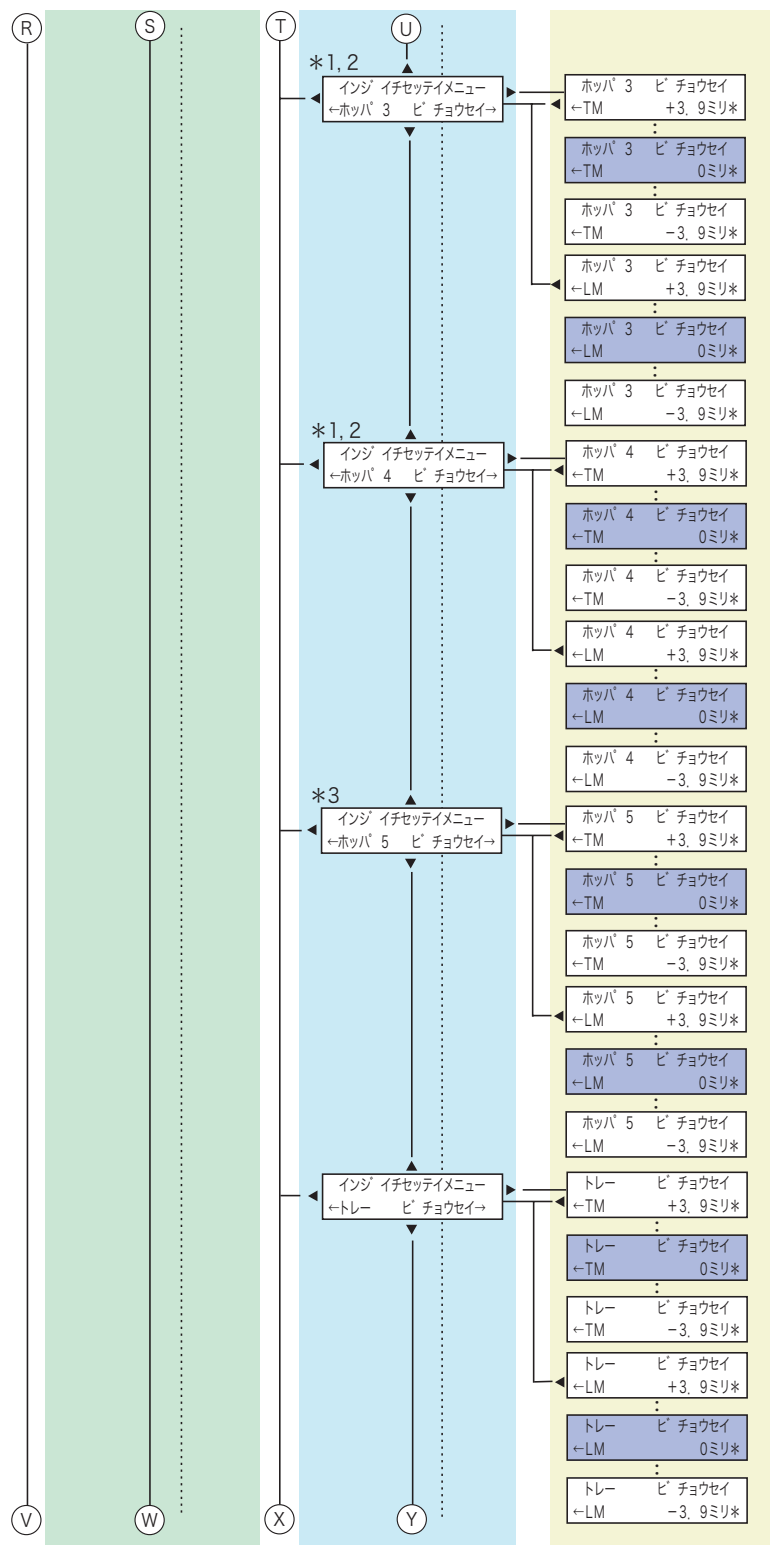 R S T U
*1, 2
インジ゛イチセッテイメニュー
←ホッパ゜3 ビ゛チョウセイ→
ホッパ゜3 ビ゛チョウセイ
←TM +3. 9ミリ*
ホッパ゜3 ビ゛チョウセイ
←TM 0ミリ*
ホッパ゜3 ビ゛チョウセイ
←TM −3. 9ミリ*
ホッパ゜3 ビ゛チョウセイ
←LM +3. 9ミリ*
ホッパ゜3 ビ゛チョウセイ
←LM 0ミリ*
ホッパ゜3 ビ゛チョウセイ
←LM −3. 9ミリ*
*1, 2
インジ゛イチセッテイメニュー
←ホッパ゜4 ビ゛チョウセイ→
ホッパ゜4 ビ゛チョウセイ
←TM +3. 9ミリ*
ホッパ゜4 ビ゛チョウセイ
←TM 0ミリ*
ホッパ゜4 ビ゛チョウセイ
←TM −3. 9ミリ*
ホッパ゜4 ビ゛チョウセイ
←LM +3. 9ミリ*
ホッパ゜4 ビ゛チョウセイ
←LM 0ミリ*
ホッパ゜4 ビ゛チョウセイ
←LM −3. 9ミリ*
*3
インジ゛イチセッテイメニュー
←ホッパ゜5 ビ゛チョウセイ→
ホッパ゜5 ビ゛チョウセイ
←TM +3. 9ミリ*
ホッパ゜5 ビ゛チョウセイ
←TM 0ミリ*
ホッパ゜5 ビ゛チョウセイ
←TM −3. 9ミリ*
ホッパ゜5 ビ゛チョウセイ
←LM +3. 9ミリ*
ホッパ゜5 ビ゛チョウセイ
←LM 0ミリ*
ホッパ゜5 ビ゛チョウセイ
←LM −3. 9ミリ*
インジ゛イチセッテイメニュー
←トレー ビ゛チョウセイ→
トレー ビ゛チョウセイ
←TM +3. 9ミリ*
トレー ビ゛チョウセイ
←TM 0ミリ*
トレー ビ゛チョウセイ
←TM −3. 9ミリ*
トレー ビ゛チョウセイ
←LM +3. 9ミリ*
トレー ビ゛チョウセイ
←LM 0ミリ*
トレー ビ゛チョウセイ
←LM −3. 9ミリ*
V W X Y